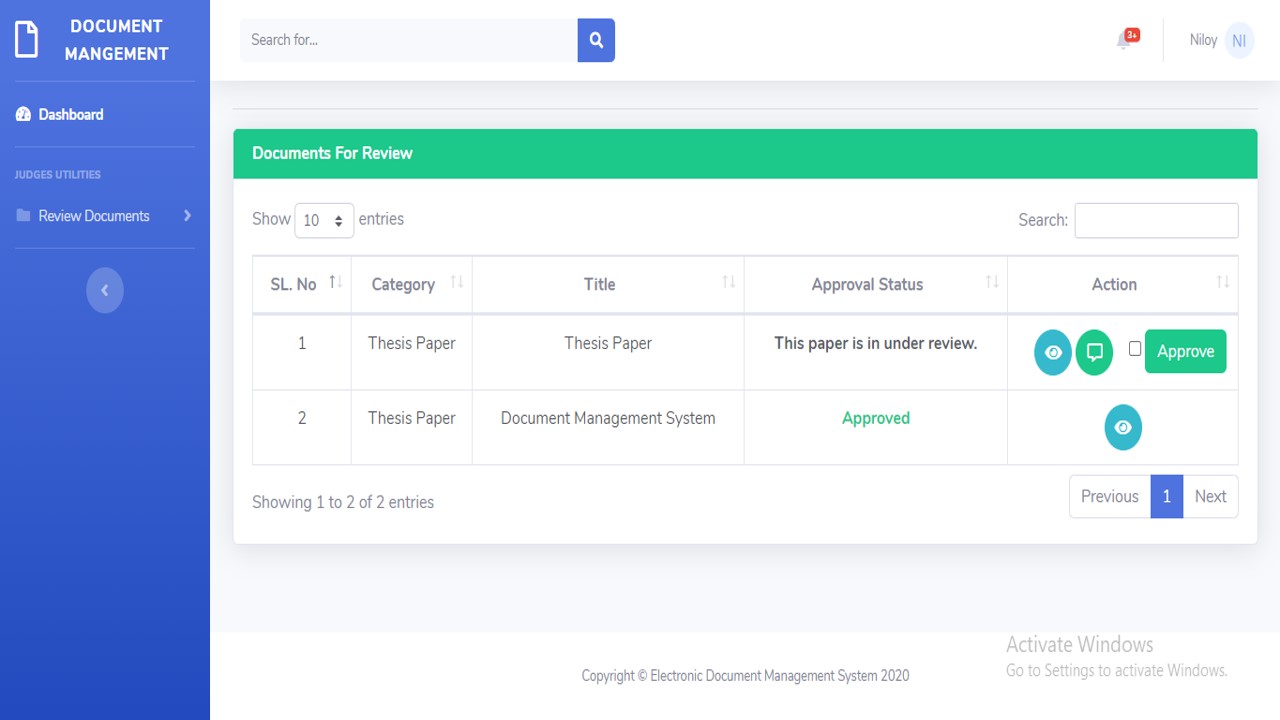 DOCUMENT
MANGEMENT
Search for...
3+
Niloy NI
Dashboard
JUDGES UTILITIES
Review Documents
Documents For Review
Show 10 entries
Search:
SL. No Category Title Approval Status Action
1 Thesis Paper Thesis Paper This paper is in under review. Approve
2 Thesis Paper Document Management System Approved
Showing 1 to 2 of 2 entries
Previous 1 Next
Activate Windows
Go to Settings to activate Windows.
Copyright © Electronic Document Management System 2020